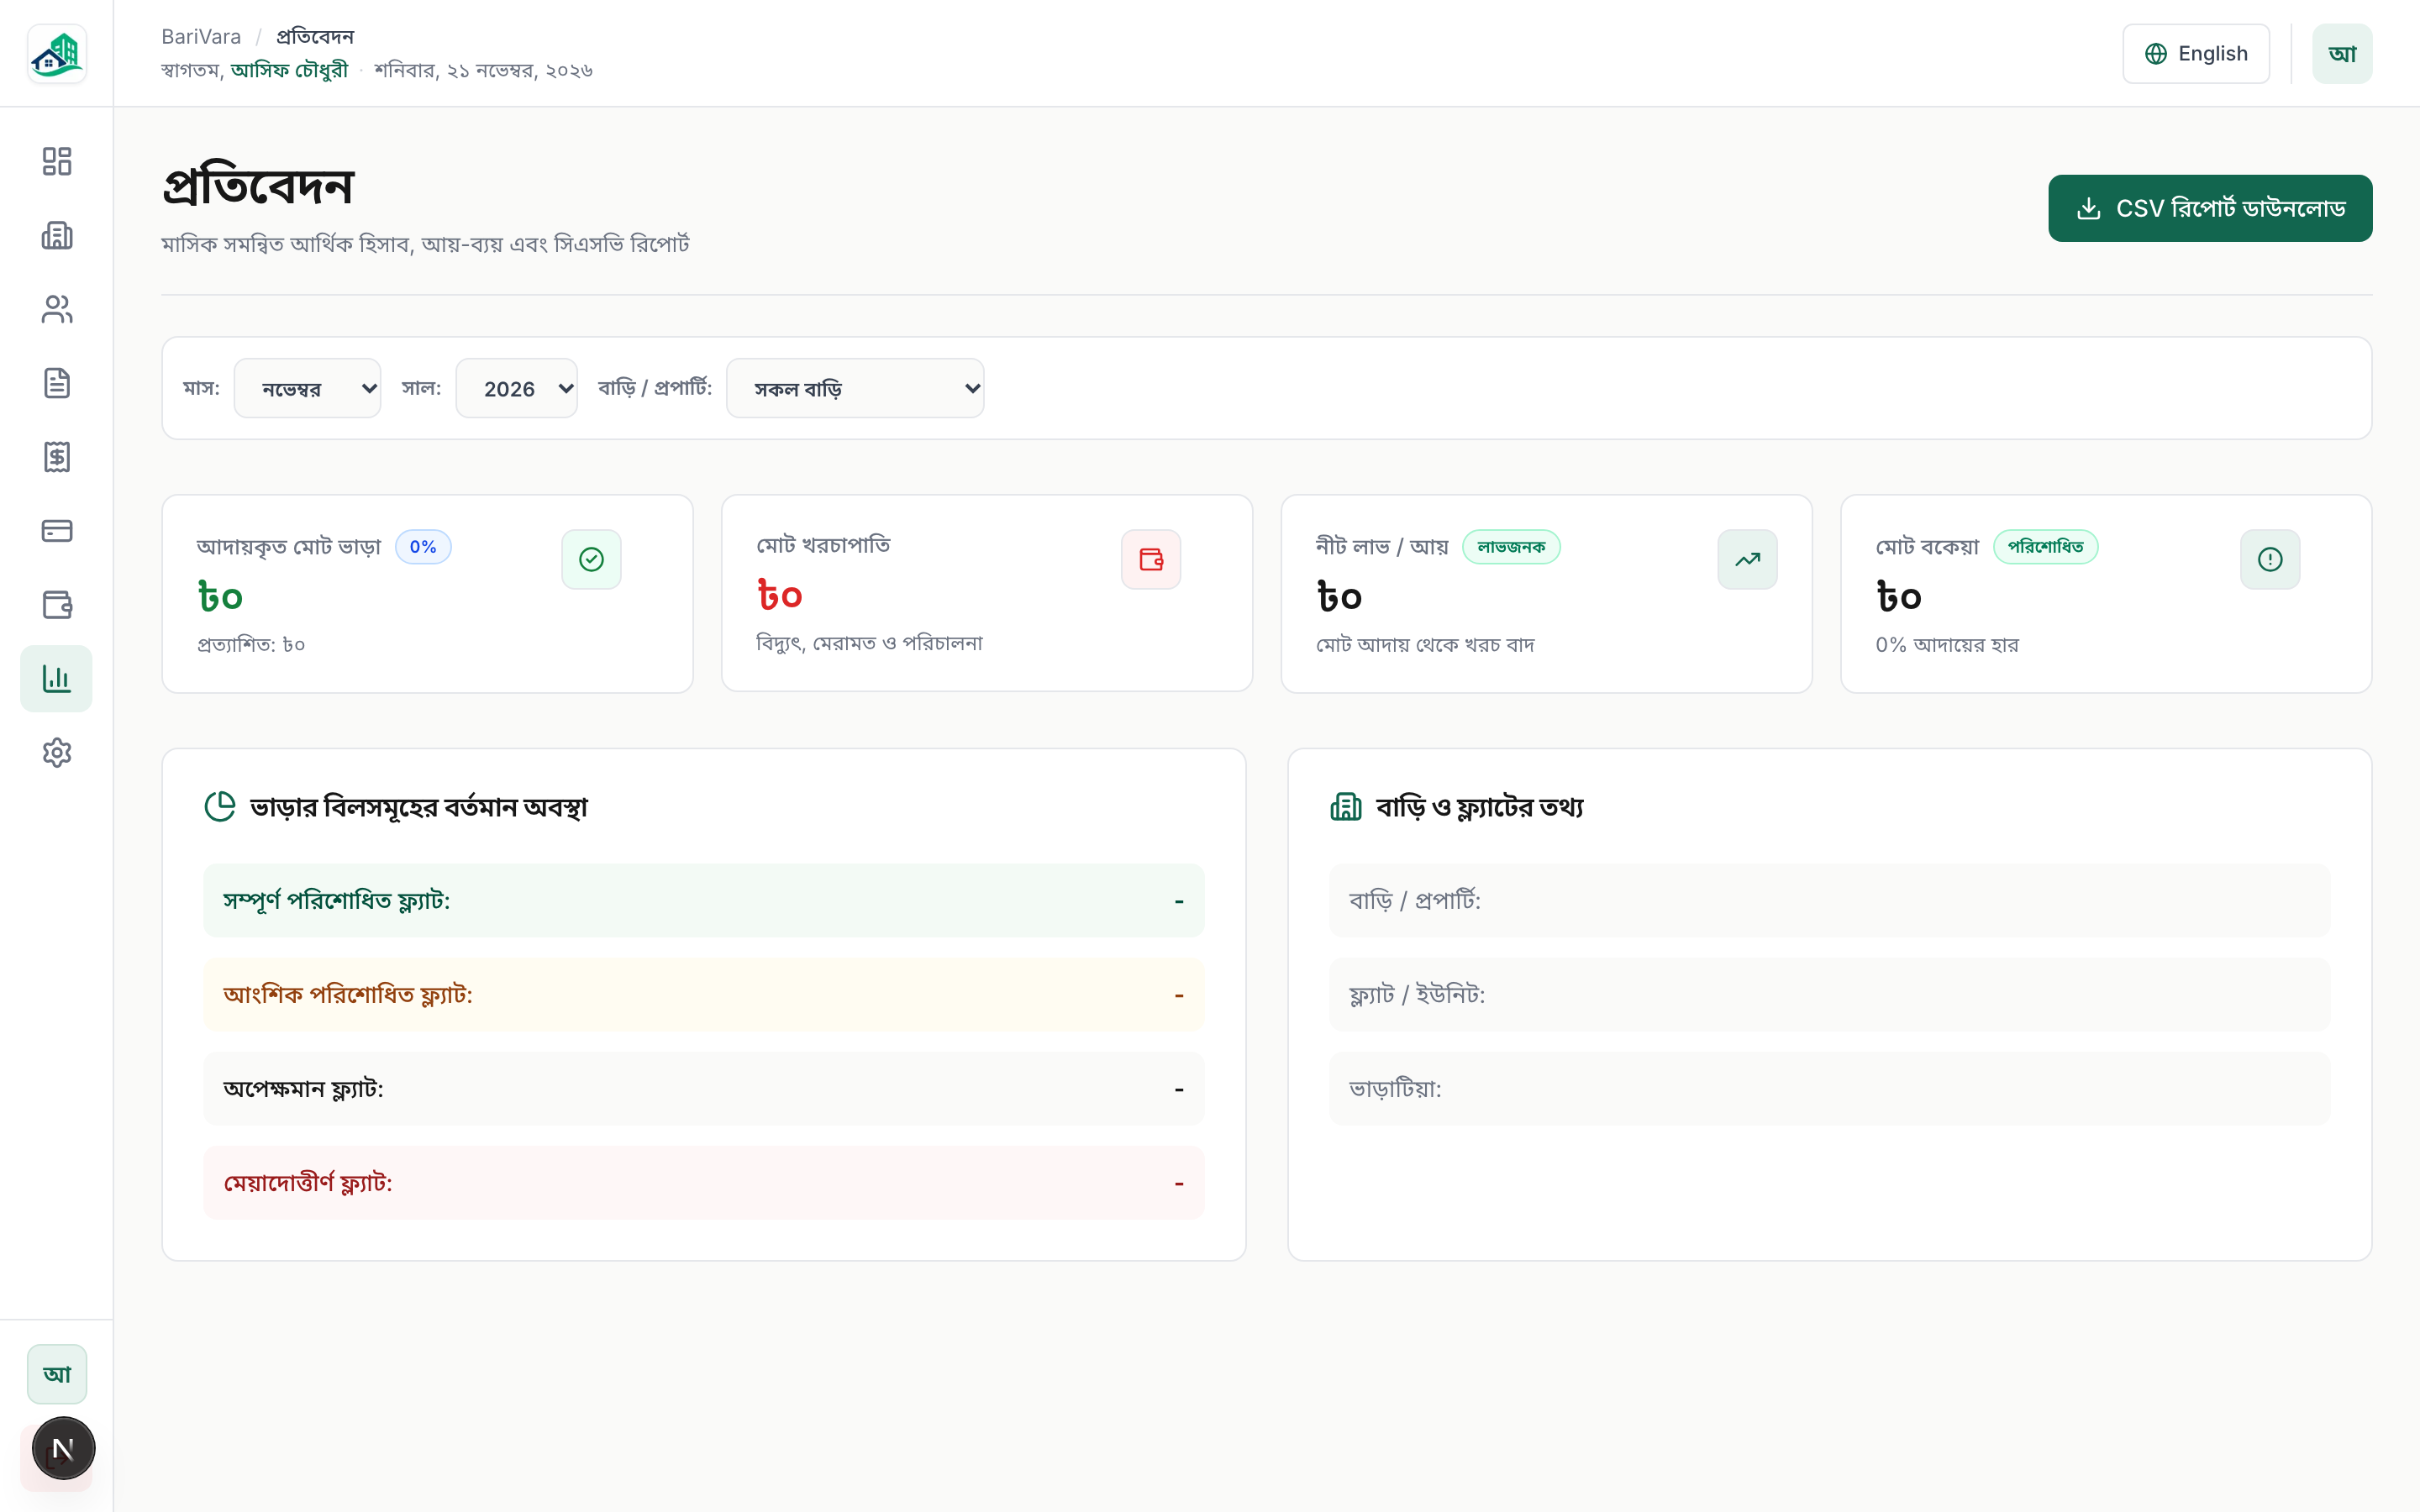 BariVara / প্রতিবেদন
স্বাগতম, আসিফ চৌধুরী · শনিবার, ২১ নভেম্বর, ২০২৬
English
আ
প্রতিবেদন
মাসিক সমন্বিত আর্থিক হিসাব, আয়-ব্যয় এবং সিএসভি রিপোর্ট
CSV রিপোর্ট ডাউনলোড
মাস: নভেম্বর সাল: 2026 বাড়ি / প্রপার্টি: সকল বাড়ি
আদায়কৃত মোট ভাড়া 0%
৳০
প্রত্যাশিত: ৳০
মোট খরচাপাতি
৳০
বিদ্যুৎ, মেরামত ও পরিচালনা
নীট লাভ / আয় লাভজনক
৳০
মোট আদায় থেকে খরচ বাদ
মোট বকেয়া পরিশোধিত
৳০
0% আদায়ের হার
ভাড়ার বিলসমূহের বর্তমান অবস্থা
সম্পূর্ণ পরিশোধিত ফ্ল্যাট: -
আংশিক পরিশোধিত ফ্ল্যাট: -
অপেক্ষমান ফ্ল্যাট: -
মেয়াদোত্তীর্ণ ফ্ল্যাট: -
বাড়ি ও ফ্ল্যাটের তথ্য
বাড়ি / প্রপার্টি:
ফ্ল্যাট / ইউনিট:
ভাড়াটিয়া:
আ
N